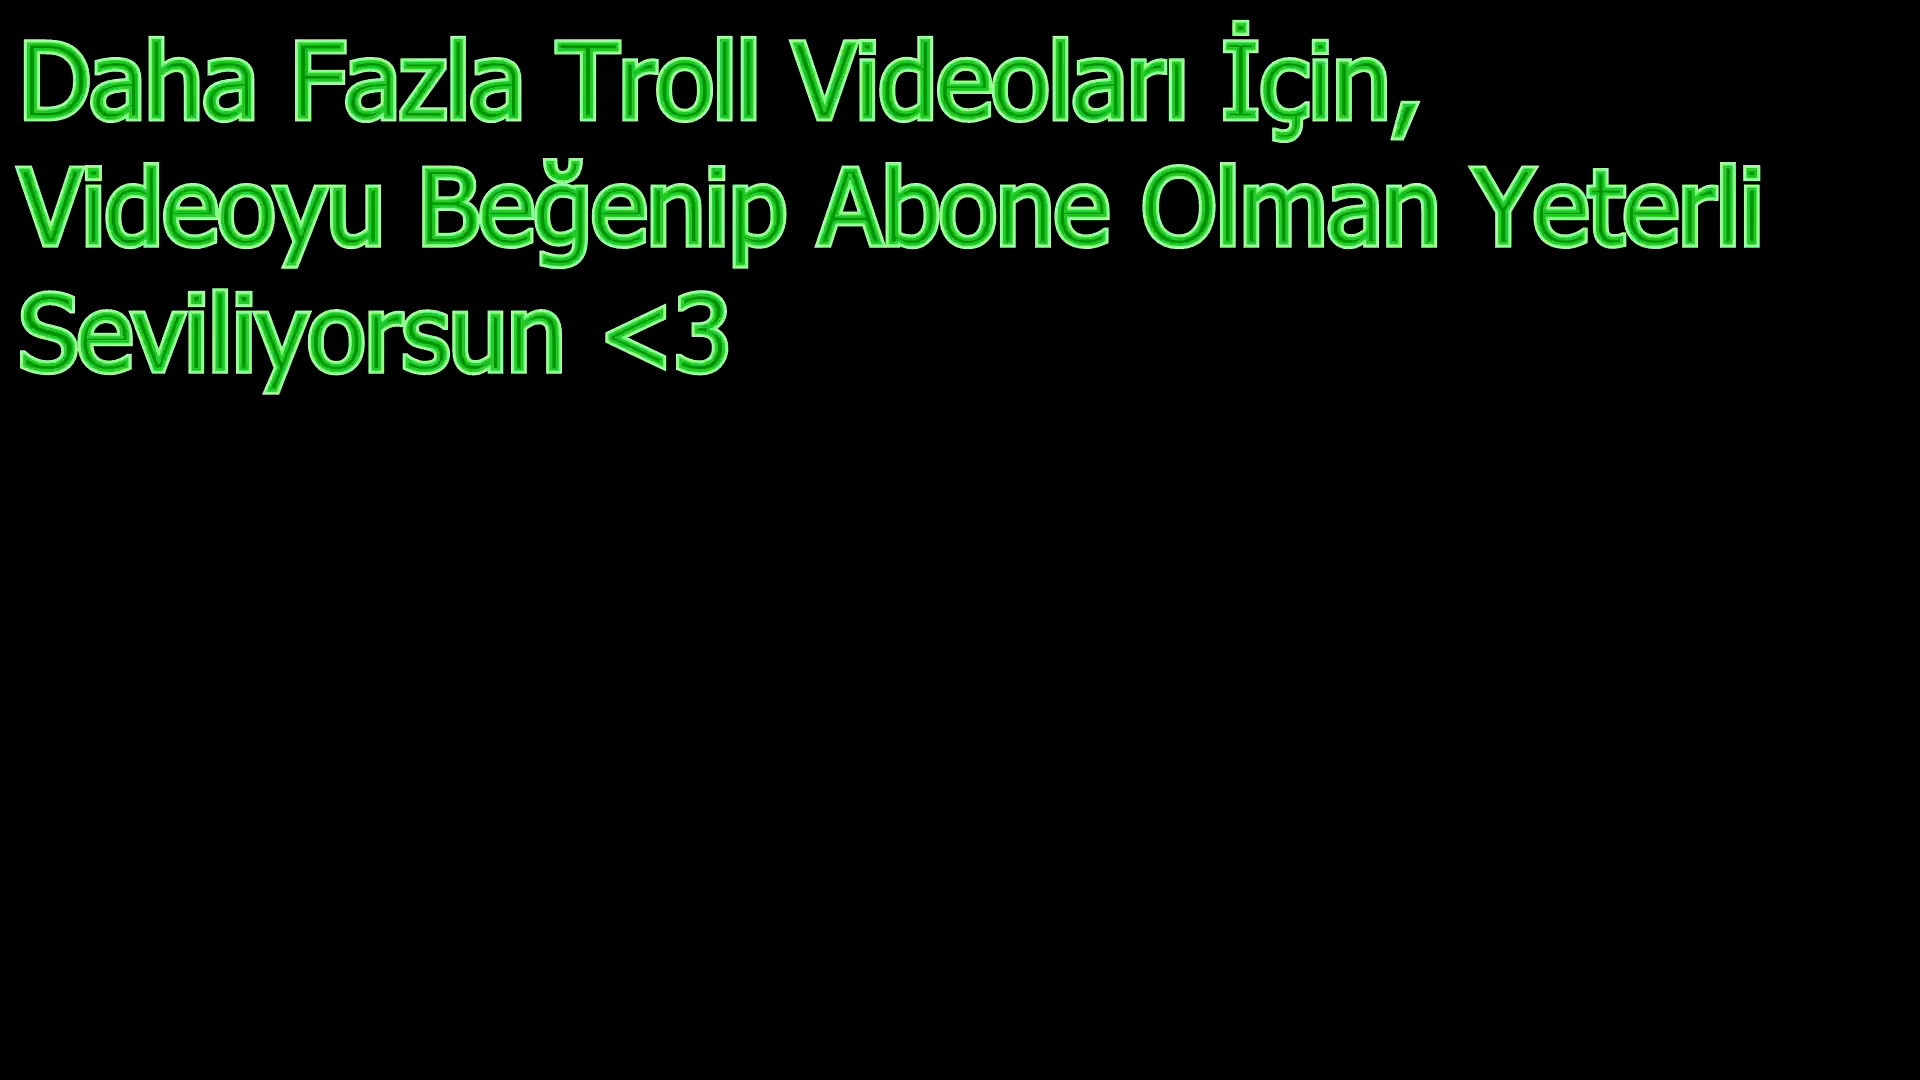 Daha Fazla Troll Videoları İçin,
Videoyu Beğenip Abone Olman Yeterli
Seviliyorsun <3